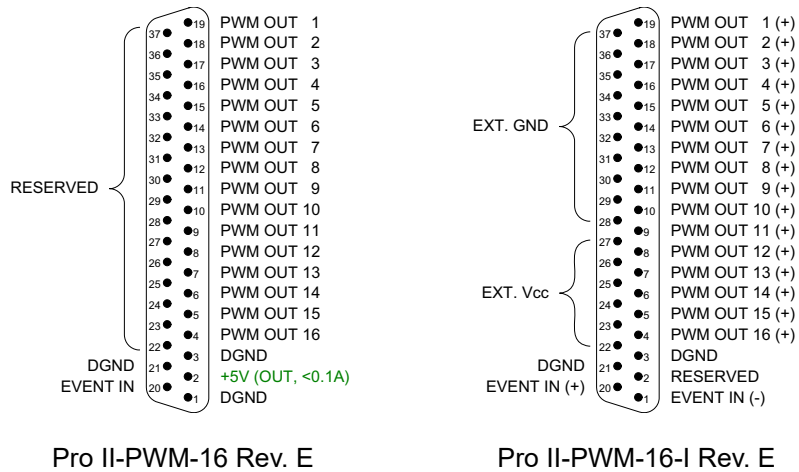 37 19 PWM OUT 1
36 18 PWM OUT 2
35 17 PWM OUT 3
34 16 PWM OUT 4
33 15 PWM OUT 5
32 14 PWM OUT 6
31 13 PWM OUT 7
30 12 PWM OUT 8
RESERVED 29 11 PWM OUT 9
28 10 PWM OUT 10
27 9 PWM OUT 11
26 8 PWM OUT 12
25 7 PWM OUT 13
24 6 PWM OUT 14
23 5 PWM OUT 15
22 4 PWM OUT 16
DGND 21 3 DGND
EVENT IN 20 2 +5V (OUT, <0.1A)
1 DGND
Pro II-PWM-16 Rev. E
37 19 PWM OUT 1 (+)
36 18 PWM OUT 2 (+)
35 17 PWM OUT 3 (+)
34 16 PWM OUT 4 (+)
33 15 PWM OUT 5 (+)
EXT. GND 32 14 PWM OUT 6 (+)
31 13 PWM OUT 7 (+)
30 12 PWM OUT 8 (+)
29 11 PWM OUT 9 (+)
28 10 PWM OUT 10 (+)
27 9 PWM OUT 11 (+)
26 8 PWM OUT 12 (+)
25 7 PWM OUT 13 (+)
EXT. Vcc 24 6 PWM OUT 14 (+)
23 5 PWM OUT 15 (+)
22 4 PWM OUT 16 (+)
DGND 21 3 DGND
EVENT IN (+) 20 2 RESERVED
1 EVENT IN (-)
Pro II-PWM-16-I Rev. E